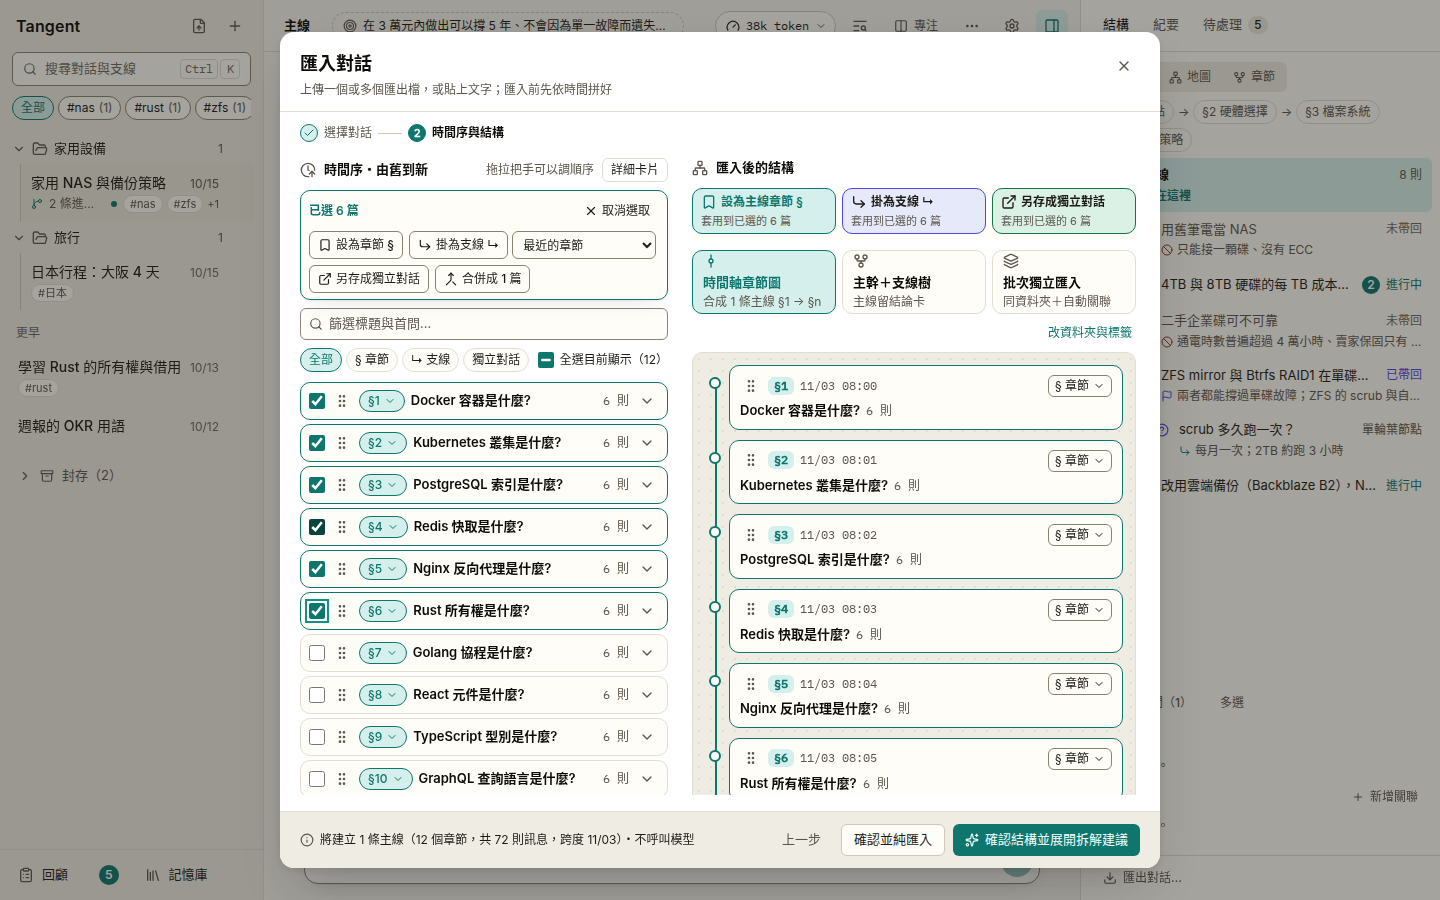 Tangent
搜尋對話與支線 Ctrl K
全部 #nas (1) #rust (1) #zfs (1)
家用設備 1
家用 NAS 與備份策略 10/15
2 條進… #nas #zfs +1
旅行 1
日本行程：大阪 4 天 10/15
#日本
更早
學習 Rust 的所有權與借用 10/13
#rust
週報的 OKR 用語 10/12
封存（2）
回顧 5 記憶庫
主線 在 3 萬元內做出可以撐 5 年、不會因為單一故障而遺失… 38k token 專注
匯入對話
上傳一個或多個匯出檔，或貼上文字；匯入前先依時間拼好
選擇對話 2 時間序與結構
時間序・由舊到新 拖拉把手可以調順序 詳細卡片
已選 6 篇 取消選取
設為章節 § 掛為支線 ↪ 最近的章節
另存成獨立對話 合併成 1 篇
篩選標題與首問…
全部 § 章節 ↪ 支線 獨立對話 全選目前顯示（12）
§1 Docker 容器是什麼? 6 則
§2 Kubernetes 叢集是什麼? 6 則
§3 PostgreSQL 索引是什麼? 6 則
§4 Redis 快取是什麼? 6 則
§5 Nginx 反向代理是什麼? 6 則
§6 Rust 所有權是什麼? 6 則
§7 Golang 協程是什麼? 6 則
§8 React 元件是什麼? 6 則
§9 TypeScript 型別是什麼? 6 則
§10 GraphQL 查詢語言是什麼? 6 則
匯入後的結構
設為主線章節 § 掛為支線 ↪ 另存成獨立對話
套用到已選的 6 篇 套用到已選的 6 篇 套用到已選的 6 篇
時間軸章節圖 主幹＋支線樹 批次獨立匯入
合成 1 條主線 §1 → §n 主線留結論卡 同資料夾＋自動關聯
改資料夾與標籤
§1 11/03 08:00 § 章節
Docker 容器是什麼? 6 則
§2 11/03 08:01 § 章節
Kubernetes 叢集是什麼? 6 則
§3 11/03 08:02 § 章節
PostgreSQL 索引是什麼? 6 則
§4 11/03 08:03 § 章節
Redis 快取是什麼? 6 則
§5 11/03 08:04 § 章節
Nginx 反向代理是什麼? 6 則
§6 11/03 08:05 § 章節
Rust 所有權是什麼? 6 則
將建立 1 條主線（12 個章節，共 72 則訊息，跨度 11/03）・不呼叫模型
上一步 確認並純匯入 確認結構並展開拆解建議
結構 紀要 待處理 5
地圖 章節
→ §2 硬體選擇 → §3 檔案系統
策略
線 8 則
在這裡
用舊筆電當 NAS 未帶回
只能接一顆碟、沒有 ECC
4TB 與 8TB 硬碟的每 TB 成本… 2 進行中
二手企業碟可不可靠 未帶回
通電時數普遍超過 4 萬小時、賣家保固只有 …
ZFS mirror 與 Btrfs RAID1 在單碟… 已帶回
兩者都能撐過單碟故障；ZFS 的 scrub 與自…
scrub 多久跑一次？ 單輪葉節點
↪ 每月一次；2TB 約跑 3 小時
改用雲端備份（Backblaze B2），N… 進行中
（1） 多選
。
新增關聯
。
匯出對話…